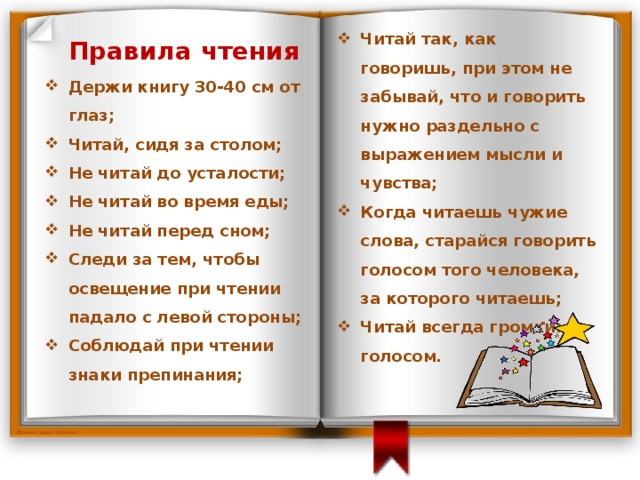 Правила чтения
❖ Держи книгу 30-40 см от
глаз;
❖ Читай, сидя за столом;
❖ Не читай до усталости;
❖ Не читай во время еды;
❖ Не читай перед сном;
❖ Следи за тем, чтобы
освещение при чтении
падало с левой стороны;
❖ Соблюдай при чтении
знаки препинания;
❖ Читай так, как
говоришь, при этом не
забывай, что и говорить
нужно раздельно с
выражением мысли и
чувства;
❖ Когда читаешь чужие
слова, старайся говорить
голосом того человека,
за которого читаешь;
❖ Читай всегда
голосом.